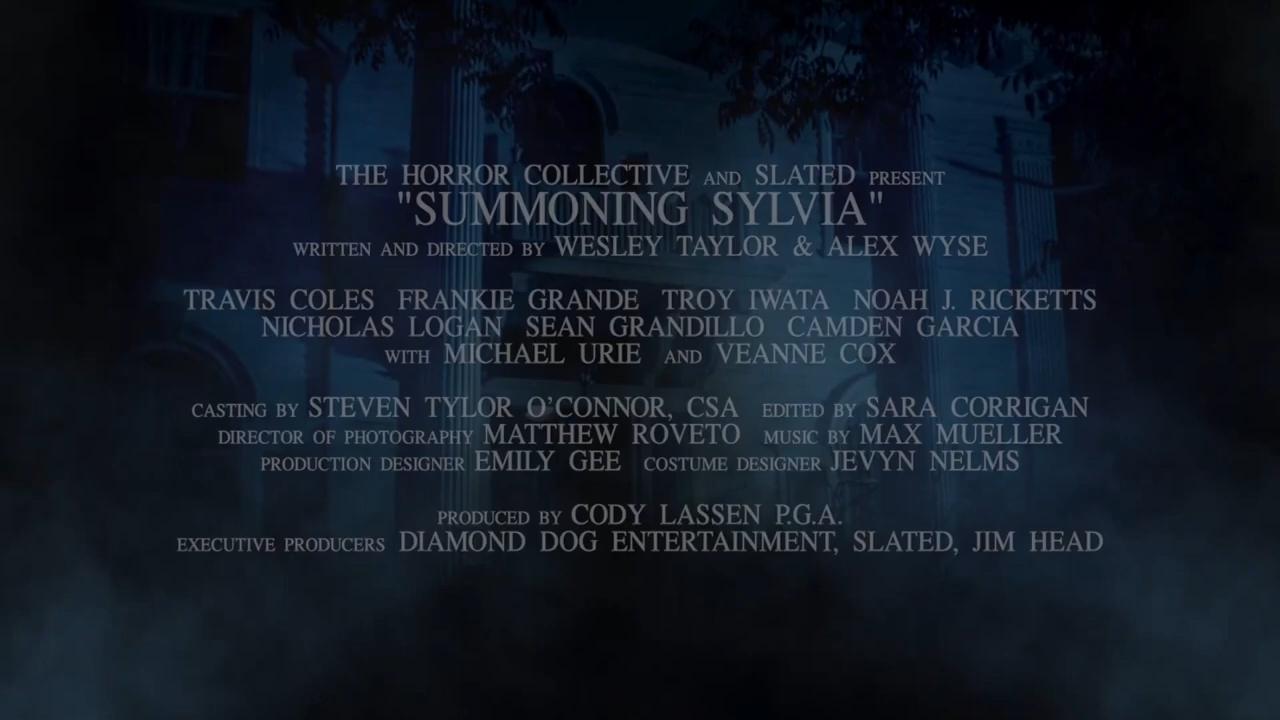 THE HORROR COLLECTIVE AND SLATED PRESENT
"SUMMONING SYLVIA"
WRITTEN AND DIRECTED BY WESLEY TAYLOR & ALEX WYSE
TRAVIS COLES FRANKIE GRANDE TROY IWATA NOAH J. RICKETTS
NICHOLAS LOGAN SEAN GRANDILLO CAMDEN GARCIA
WITH MICHAEL URIE AND VEANNE COX
CASTING BY STEVEN TYLOR O'CONNOR, CSA EDITED BY SARA CORRIGAN
DIRECTOR OF PHOTOGRAPHY MATTHEW ROVETO MUSIC BY MAX MUELLER
PRODUCTION DESIGNER EMILY GEE COSTUME DESIGNER JEVYN NELMS
PRODUCED BY CODY LASSEN P.G.A.
EXECUTIVE PRODUCERS DIAMOND DOG ENTERTAINMENT, SLATED, JIM HEAD